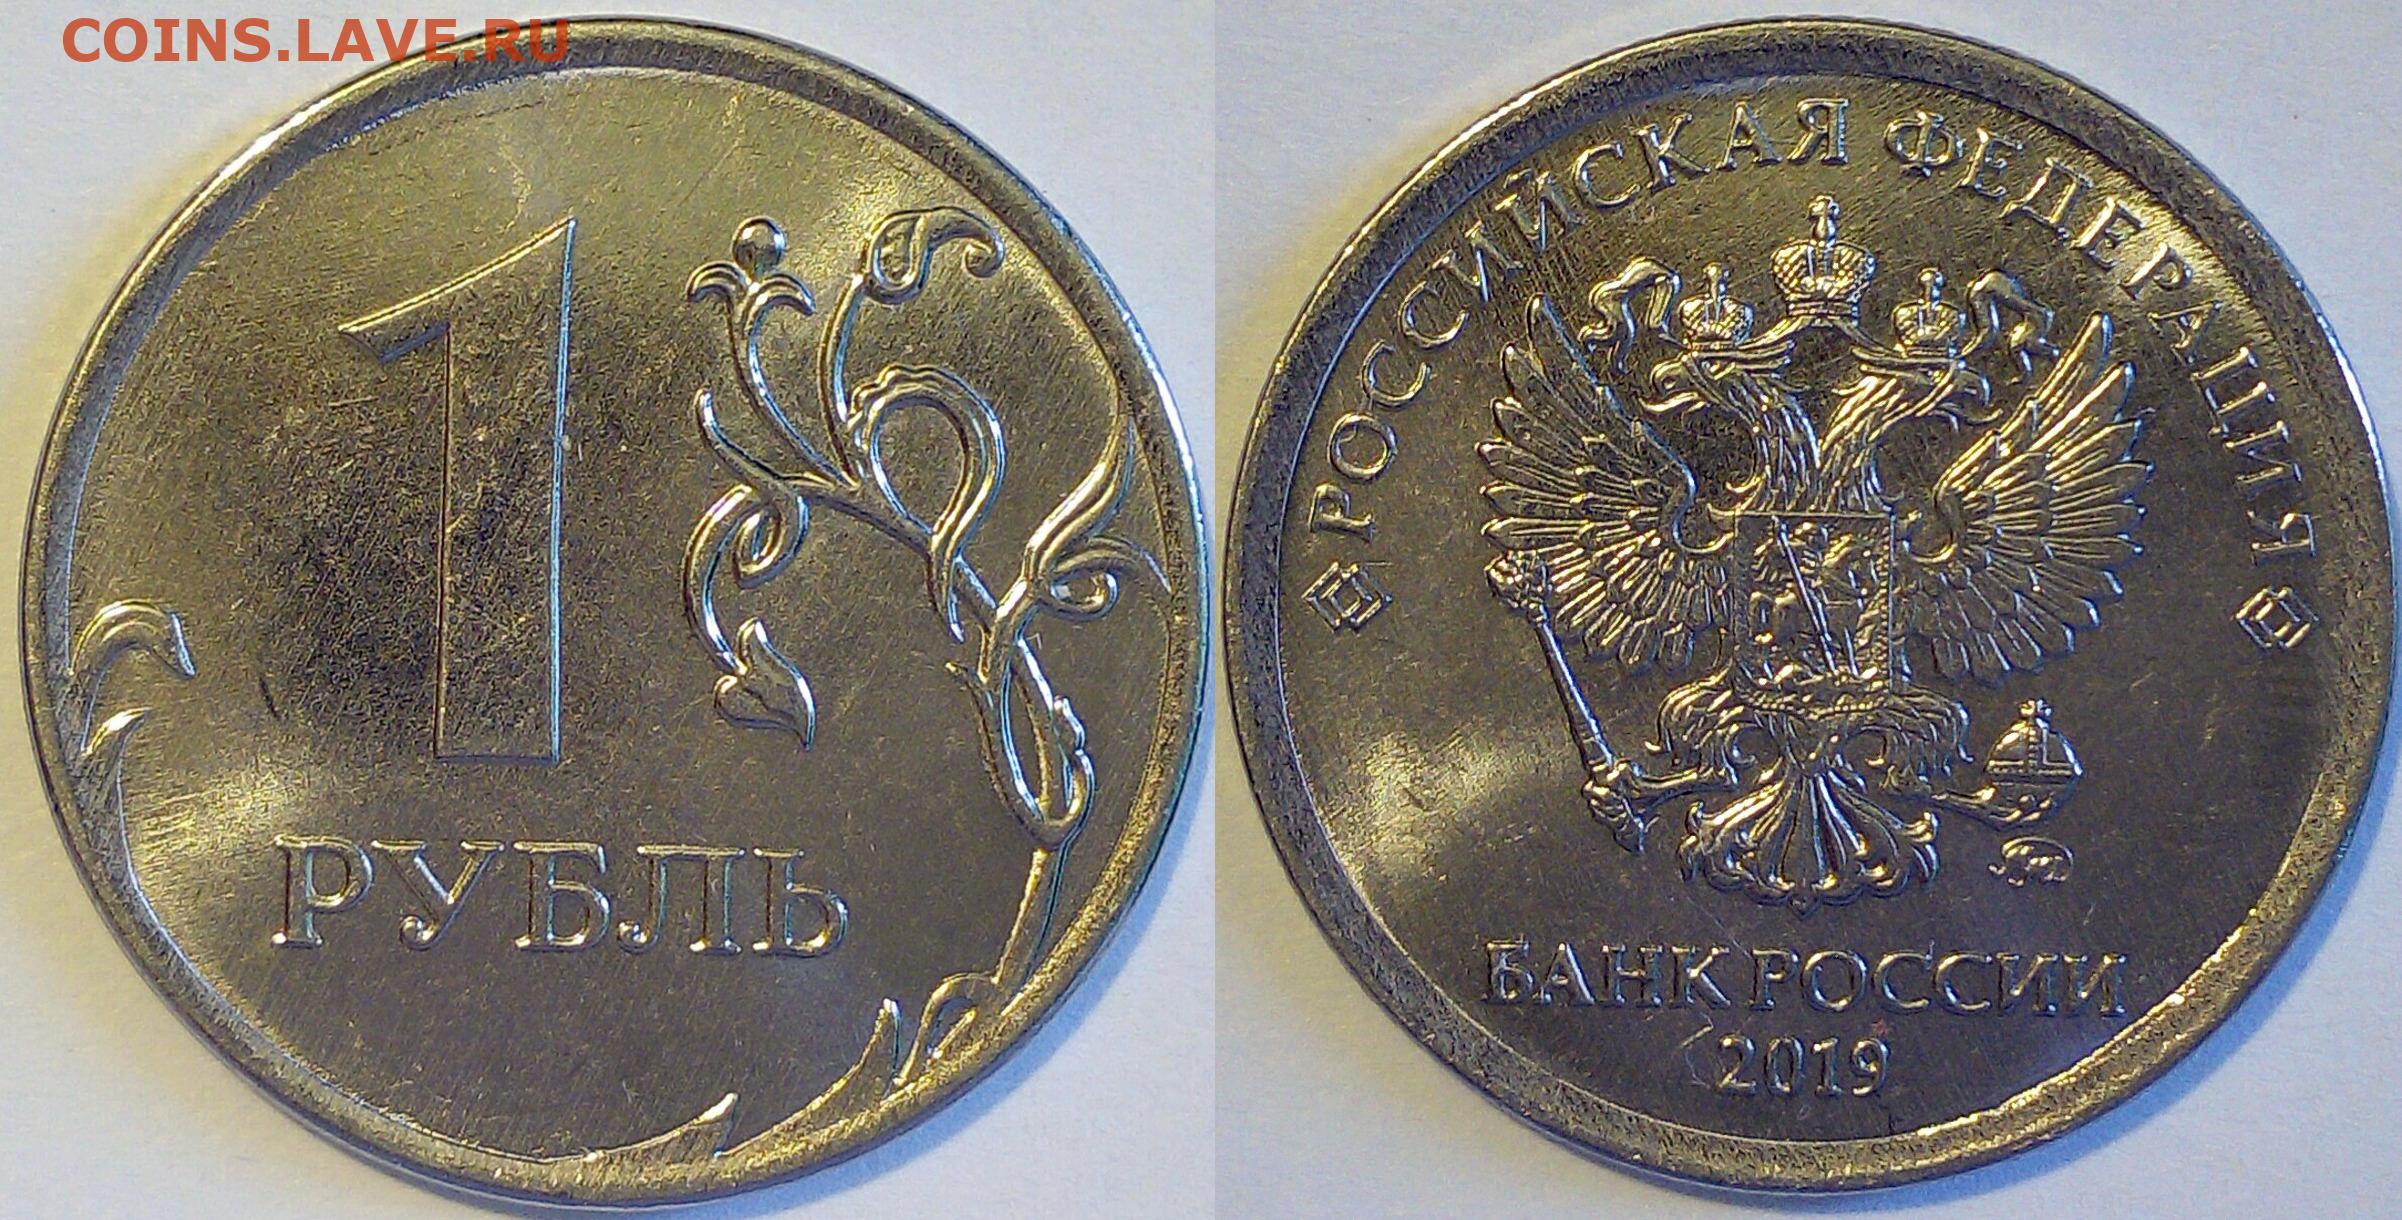 COINS.LAVE.RU
1
РУБЛЬ
РОССИЙСКАЯ ФЕДЕРАЦИЯ
БАНК РОССИИ
2019